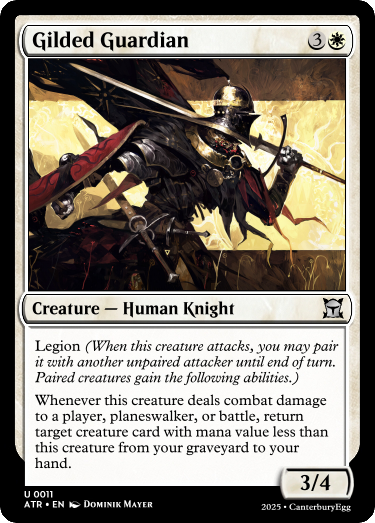 Gilded Guardian 3
Creature — Human Knight
Legion (When this creature attacks, you may pair
it with another unpaired attacker until end of turn.
Paired creatures gain the following abilities.)
Whenever this creature deals combat damage
to a player, planeswalker, or battle, return
target creature card with mana value less than
this creature from your graveyard to your
hand.
3/4
U 0011
ATR • EN Dominik Mayer
2025 • CanterburyEgg